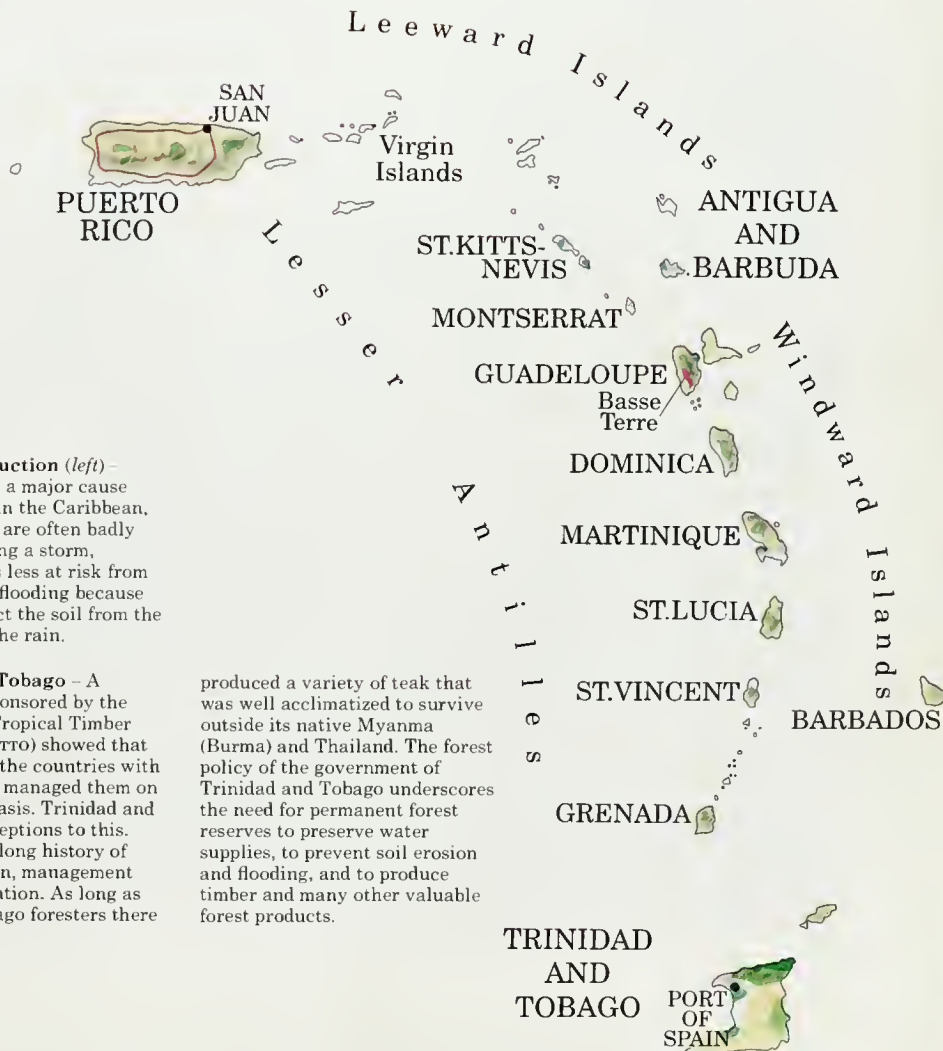 Leeward Islands
SAN
JUAN
Virgin
Islands
PUERTO
RICO
ANTIGUA
AND
BARBUDA
ST.KITTS-
NEVIS
MONTSERRAT
Lesser Antilles
Windward Islands
GUADELOUPE
Basse
Terre
DOMINICA
MARTINIQUE
ST.LUCIA
ST.VINCENT
BARBADOS
GRENADA
TRINIDAD
AND
TOBAGO
PORT
OF
SPAIN
uction (left) –
a major cause
n the Caribbean,
are often badly
ng a storm,
s less at risk from
flooding because
ct the soil from the
he rain.
Tobago – A
onsored by the
Tropical Timber
TTO) showed that
the countries with
managed them on
asis. Trinidad and
eptions to this.
long history of
n, management
ation. As long as
ago foresters there
produced a variety of teak that
was well acclimatized to survive
outside its native Myanma
(Burma) and Thailand. The forest
policy of the government of
Trinidad and Tobago underscores
the need for permanent forest
reserves to preserve water
supplies, to prevent soil erosion
and flooding, and to produce
timber and many other valuable
forest products.